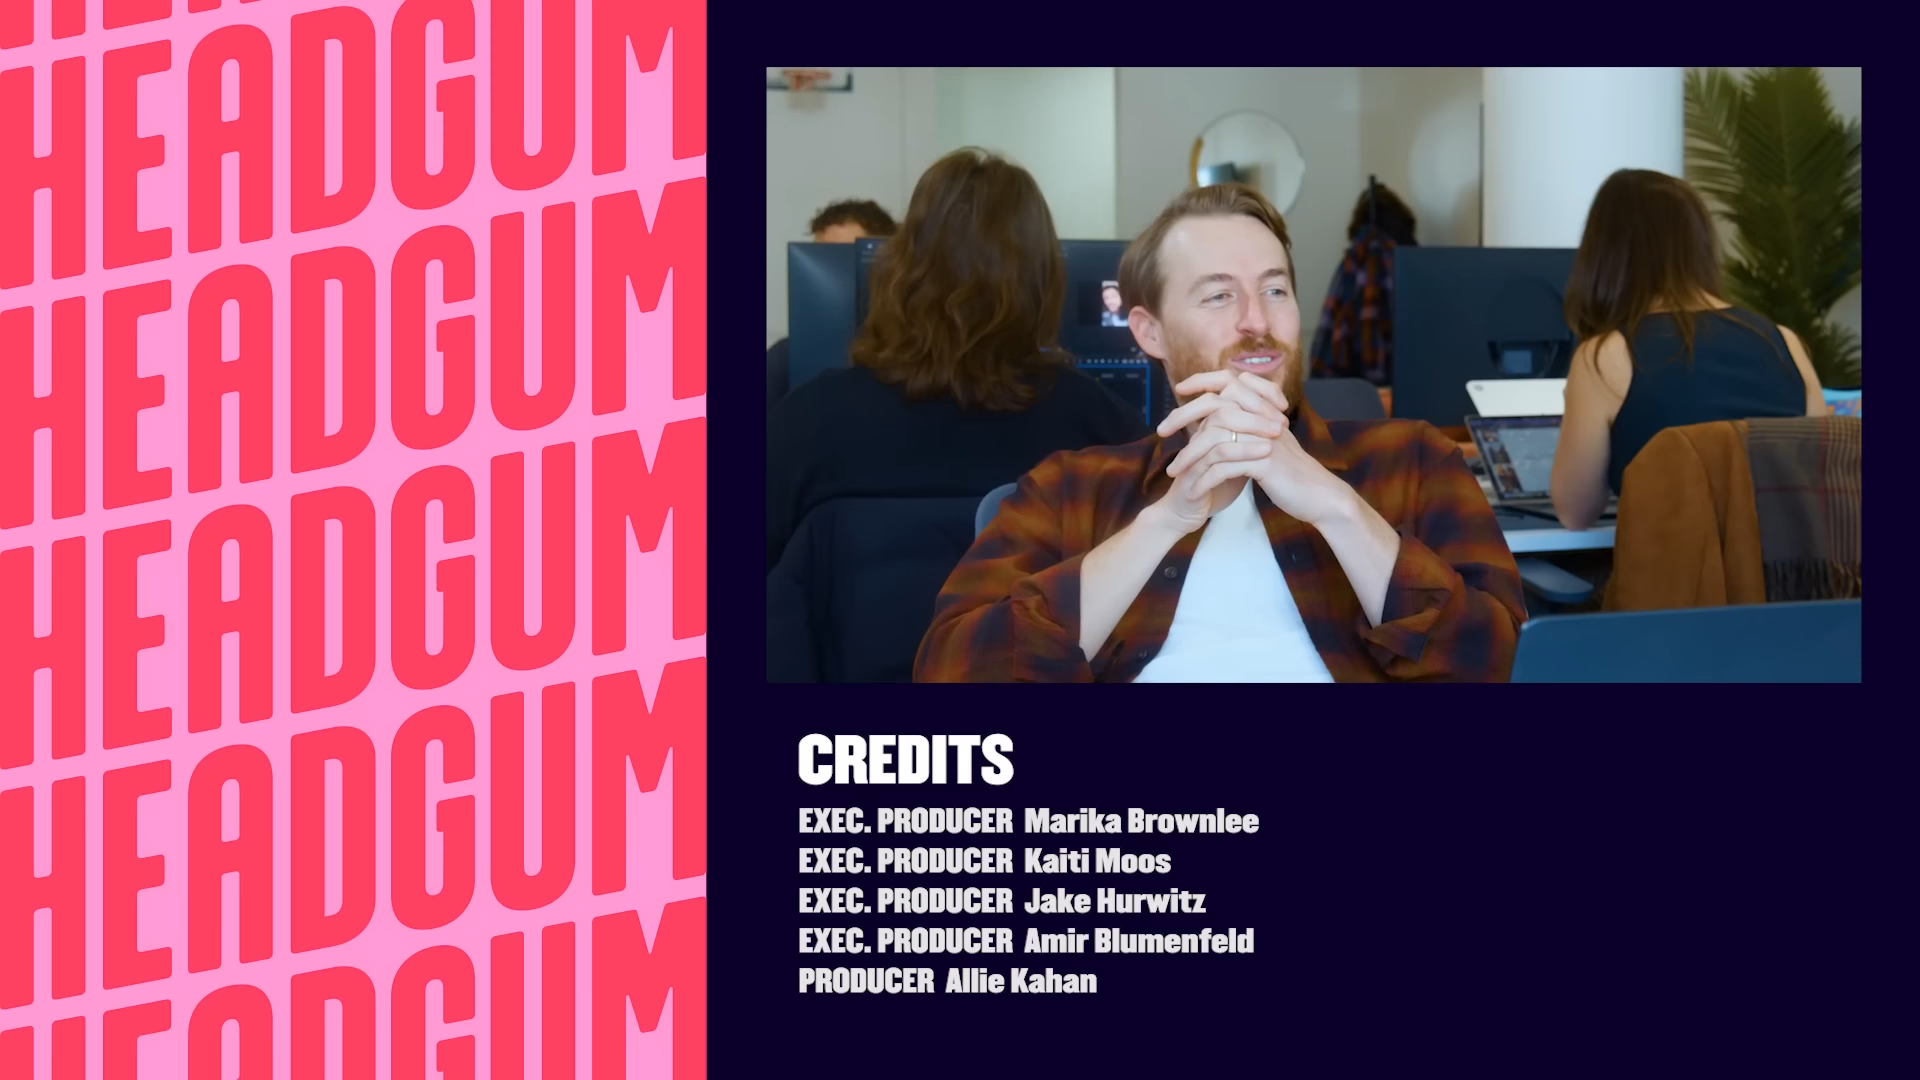 HEADGUM
HEADGUM
HEADGUM
HEADGUM
HEADGUM
CREDITS
EXEC. PRODUCER Marika Brownlee
EXEC. PRODUCER Kaiti Moos
EXEC. PRODUCER Jake Hurwitz
EXEC. PRODUCER Amir Blumenfeld
PRODUCER Allie Kahan